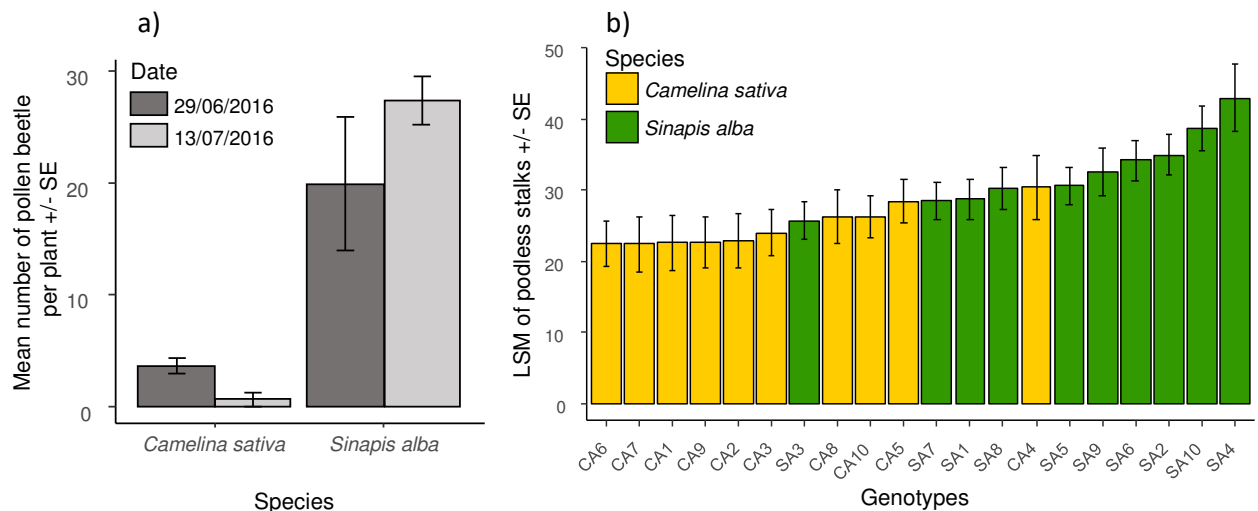 a)
Date
29/06/2016
13/07/2016
30
20
10
0
Mean number of pollen beetle
per plant +/- SE
Camelina sativa
Sinapis alba
Species
b)
Species
Camelina sativa
Sinapis alba
50
40
30
20
10
0
LSM of podless stalks +/- SE
CA6
CA7
CA1
CA9
CA2
CA3
SA3
CA8
CA10
CA5
SA7
SA1
SA8
CA4
SA5
SA9
SA6
SA2
SA10
SA4
Genotypes